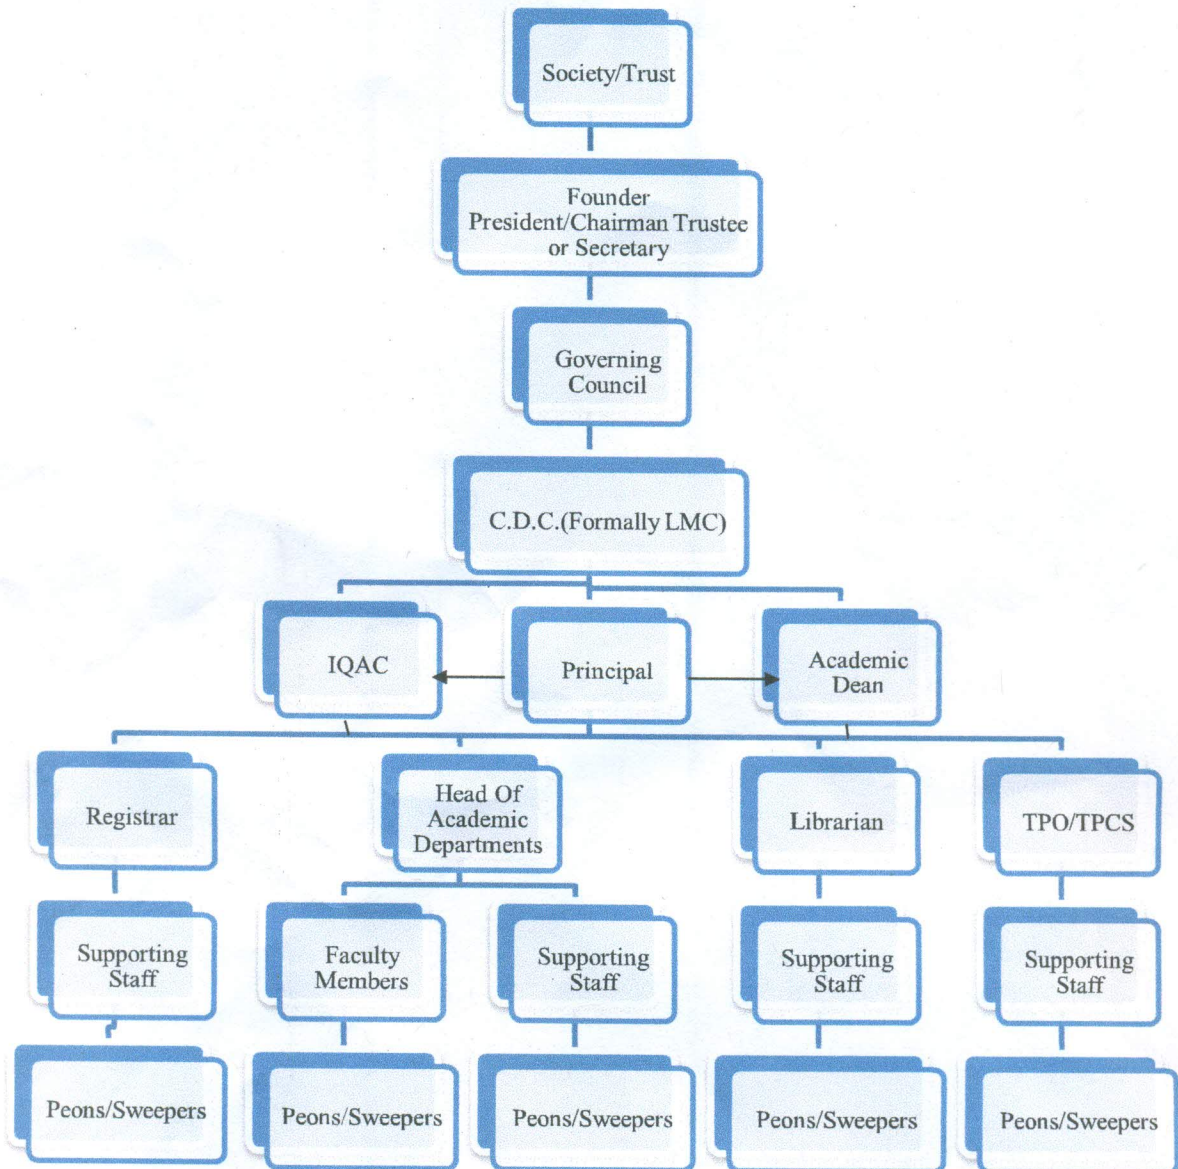 Society/Trust
Founder
President/Chairman Trustee
or Secretary
Governing
Council
C.D.C.(Formally LMC)
IQAC
Principal
Academic
Dean
Registrar
Head Of
Academic
Departments
Librarian
TPO/TPCS
Supporting
Staff
Faculty
Members
Supporting
Staff
Supporting
Staff
Supporting
Staff
Peons/Sweepers
Peons/Sweepers
Peons/Sweepers
Peons/Sweepers
Peons/Sweepers